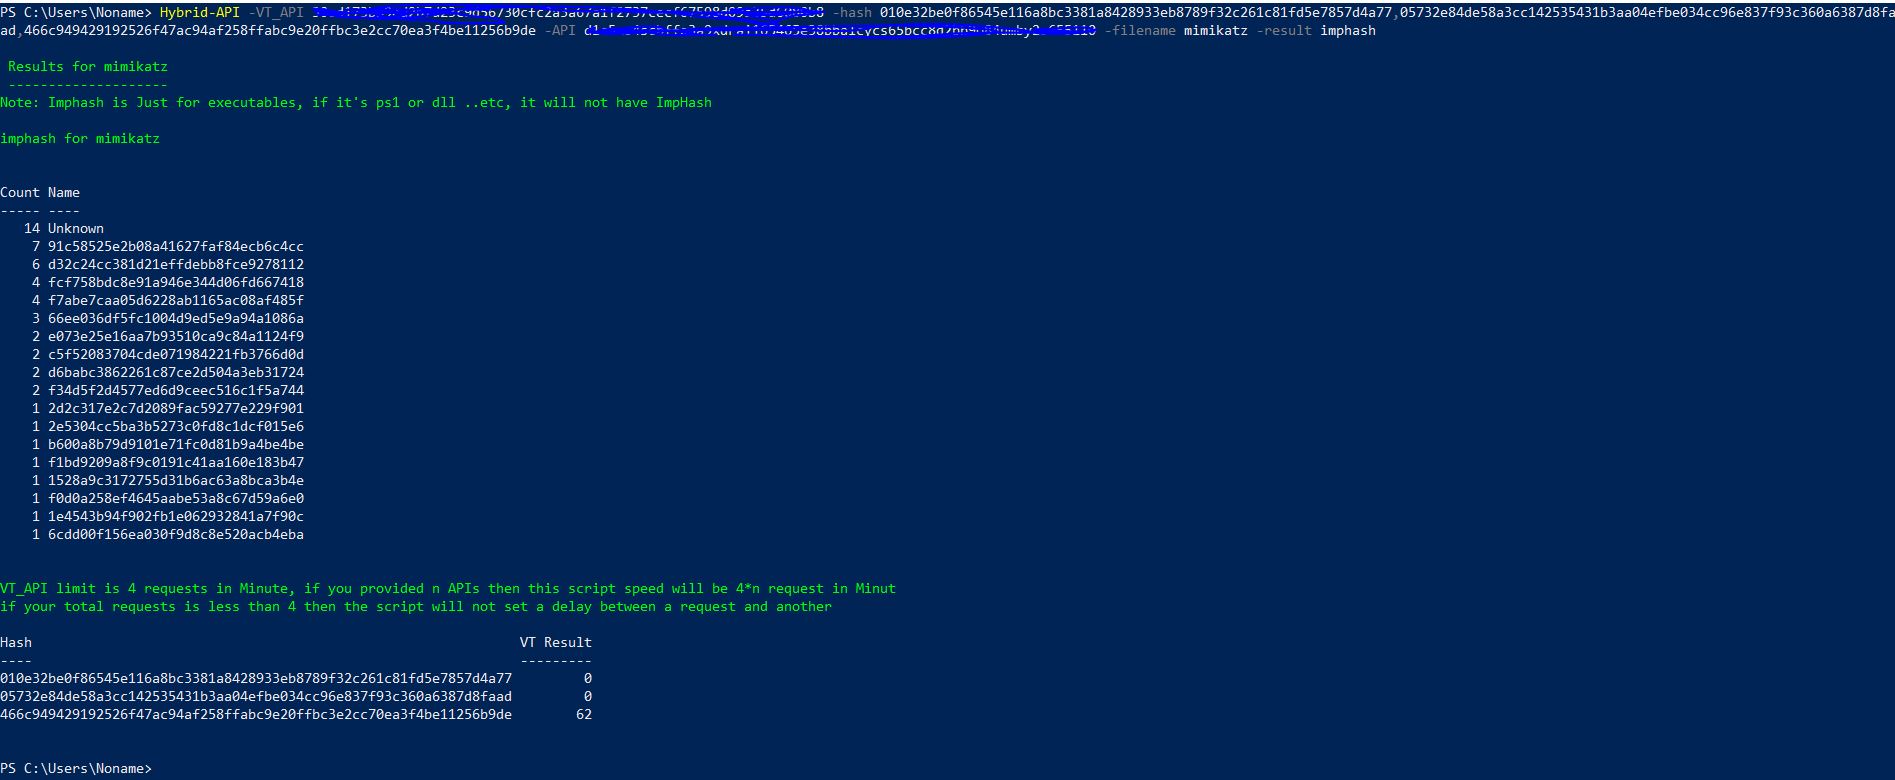 PS C:\Users\Noname> Hybrid-API -VT_API -hash 010e32be0f86545e116a8bc3381a8428933eb8789f32c261c81fd5e7857d4a77,05732e84de58a3cc142535431b3aa04efbe034cc96e837f93c360a6387d8fa
ad,466c949429192526f47ac94af258ffabc9e20ffbc3e2cc70ea3f4be11256b9de -API -filename mimikatz -result imphash
Results for mimikatz
--------------------
Note: Imphash is Just for executables, if it's ps1 or dll ..etc, it will not have ImpHash
imphash for mimikatz
Count Name
----- ----
14 Unknown
7 91c58525e2b08a41627faf84ecb6c4cc
6 d32c24cc381d21effdebb8fce9278112
4 fcf758bdc8e91a946e344d06fd667418
4 f7abe7caa05d6228ab1165ac08af485f
3 66ee036df5fc1004d9ed5e9a94a1086a
2 e073e25e16aa7b93510ca9c84a1124f9
2 c5f52083704cde071984221fb3766d0d
2 d6babc3862261c87ce2d504a3eb31724
2 f34d5f2d4577ed6d9ceec516c1f5a744
1 2d2c317e2c7d2089fac59277e229f901
1 2e5304cc5ba3b5273c0fd8c1dcf015e6
1 b600a8b79d9101e71fc0d81b9a4be4be
1 f1bd9209a8f9c0191c41aa160e183b47
1 1528a9c3172755d31b6ac63a8bca3b4e
1 f0d0a258ef4645aabe53a8c67d59a6e0
1 1e4543b94f902fb1e062932841a7f90c
1 6cdd00f156ea030f9d8c8e520acb4eba
VT_API limit is 4 requests in Minute, if you provided n APIs then this script speed will be 4*n request in Minut
if your total requests is less than 4 then the script will not set a delay between a request and another
Hash VT Result
---- ---------
010e32be0f86545e116a8bc3381a8428933eb8789f32c261c81fd5e7857d4a77 0
05732e84de58a3cc142535431b3aa04efbe034cc96e837f93c360a6387d8faad 0
466c949429192526f47ac94af258ffabc9e20ffbc3e2cc70ea3f4be11256b9de 62
PS C:\Users\Noname>